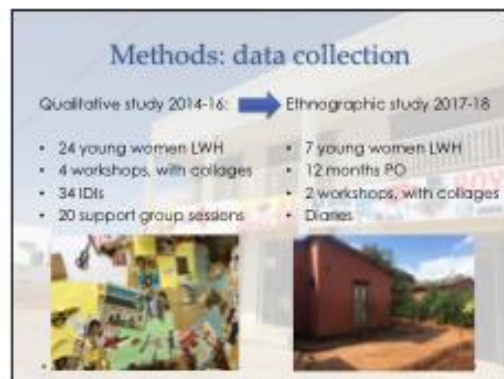 Methods: data collection
Qualitative study 2014-16:
• 24 young women LWH
• 4 workshops, with collages
• 34 IDIs
• 20 support group sessions
Ethnographic study 2017-18
• 7 young women LWH
• 12 months PO
• 2 workshops, with collages
• Diaries